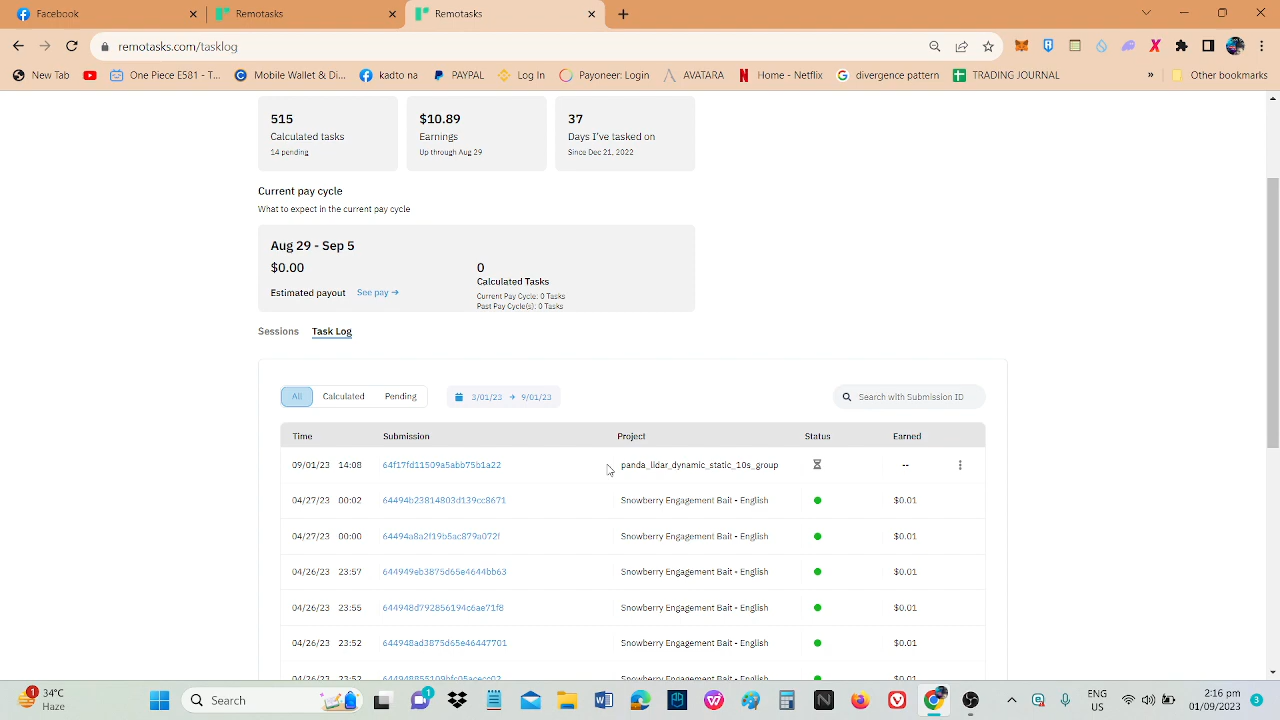 Facebook
Remotasks
Remotasks
remotasks.com/tasklog
New Tab
One Piece E581 - T...
Mobile Wallet & Di...
kadto na
PAYPAL
Log In
Payoneer: Login
AVATARA
Home - Netflix
divergence pattern
TRADING JOURNAL
»
Other bookmarks
515
Calculated tasks
14 pending
$10.89
Earnings
Up through Aug 29
37
Days I've tasked on
Since Dec 21, 2022
Current pay cycle
What to expect in the current pay cycle
Aug 29 - Sep 5
$0.00
Estimated payout See pay →
0
Calculated Tasks
Current Pay Cycle: 0 Tasks
Past Pay Cycle(s): 0 Tasks
Sessions Task Log
All Calculated Pending 3/01/23 → 9/01/23 Search with Submission ID
Time Submission Project Status Earned
09/01/23 14:08 64f17fd11509a5abb75b1a22 panda_lidar_dynamic_static_10s_group --
04/27/23 00:02 64494b23814803d139cc8671 Snowberry Engagement Bait - English $0.01
04/27/23 00:00 64494a8a2f19b5ac879a072f Snowberry Engagement Bait - English $0.01
04/26/23 23:57 644949eb3875d65e4644bb63 Snowberry Engagement Bait - English $0.01
04/26/23 23:55 644948d792856194c6ae71f8 Snowberry Engagement Bait - English $0.01
04/26/23 23:52 644948ad3875d65e46447701 Snowberry Engagement Bait - English $0.01
34°C
Haze
Search
ENG
US
2:16 pm
01/09/2023